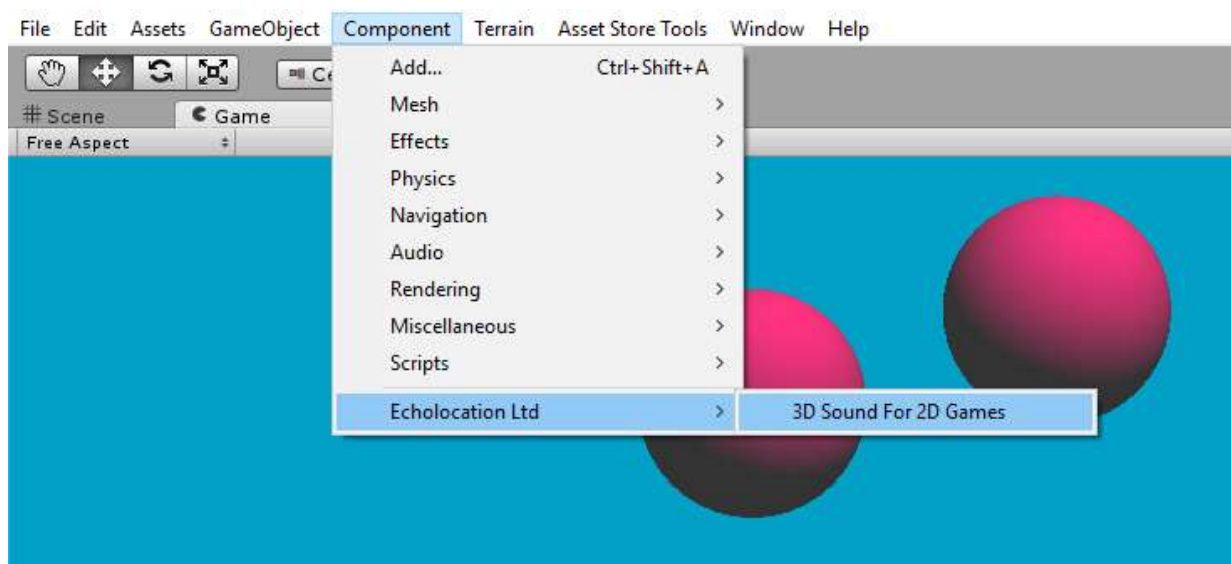 File Edit Assets GameObject Component Terrain Asset Store Tools Window Help
Add... Ctrl+Shift+A
Mesh
# Scene Game
Free Aspect
Effects
Physics
Navigation
Audio
Rendering
Miscellaneous
Scripts
Echolocation Ltd 3D Sound For 2D Games